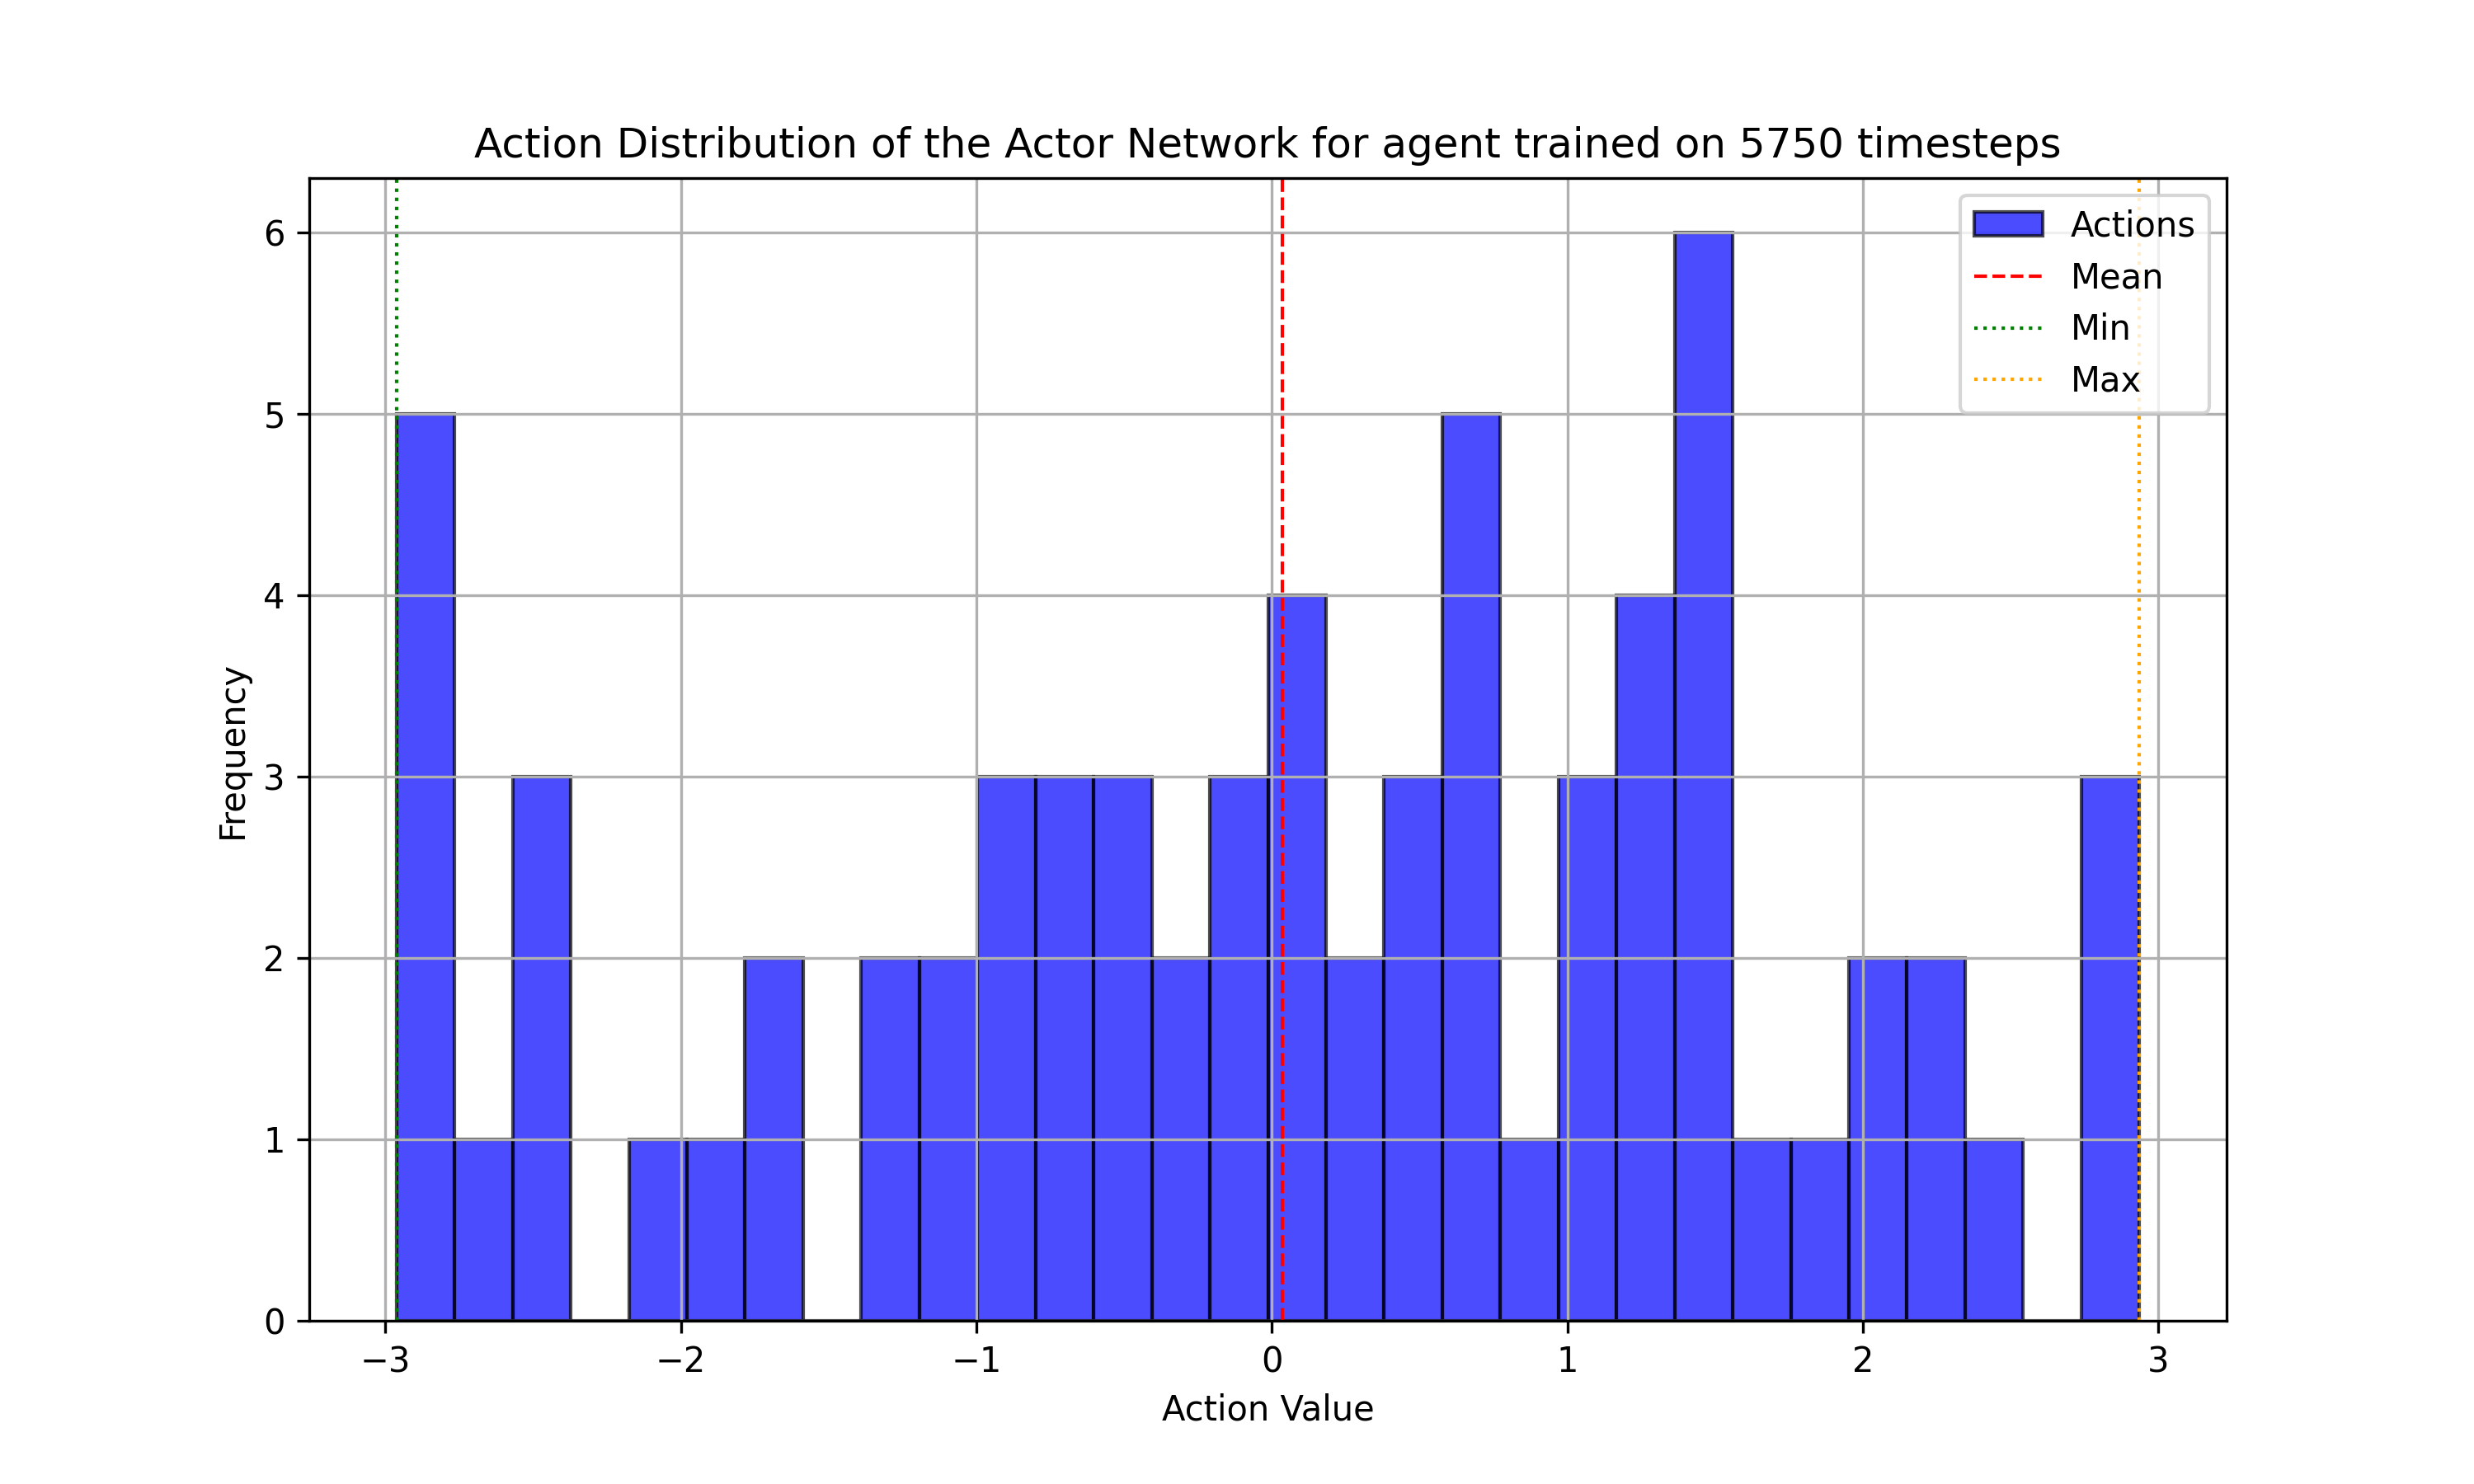 Action Distribution of the Actor Network for agent trained on 5750 timesteps
Actions
Mean
Min
Max
6
5
4
3
2
1
0
Frequency
−3 −2 −1 0 1 2 3
Action Value